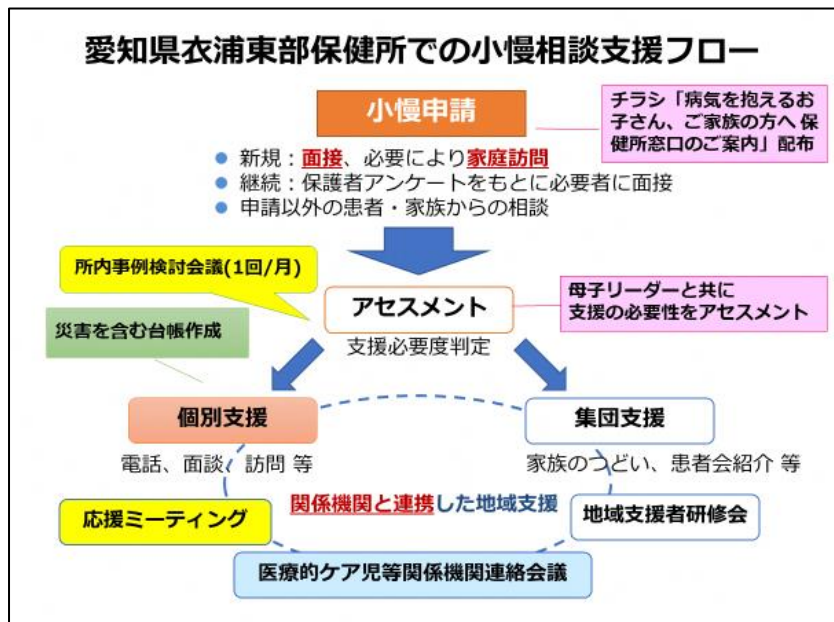 愛知県衣浦東部保健所での小慢相談支援フロー
小慢申請
チラシ「病気を抱えるお
子さん、ご家族の方へ 保
健所窓口のご案内」配布
● 新規：面接、必要により家庭訪問
● 継続：保護者アンケートをもとに必要者に面接
● 申請以外の患者・家族からの相談
所内事例検討会議(1回/月)
アセスメント
母子リーダーと共に
支援の必要性をアセスメント
支援必要度判定
災害を含む台帳作成
個別支援
集団支援
電話、面談、訪問 等
家族のつどい、患者会紹介 等
応援ミーティング
関係機関と連携した地域支援
地域支援者研修会
医療的ケア児等関係機関連絡会議